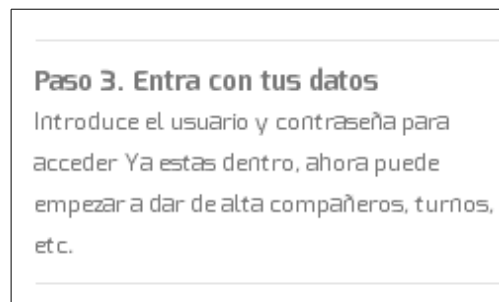 Paso 3. Entra con tus datos
Introduce el usuario y contraseña para
acceder Ya estas dentro, ahora puede
empezar a dar de alta compañeros, turnos,
etc.